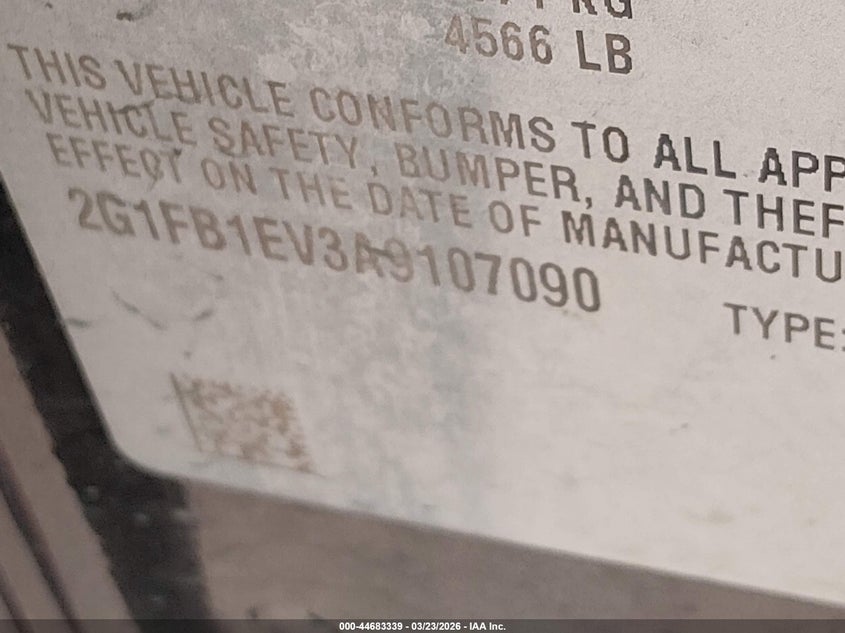 KG
4566 LB
THIS VEHICLE CONFORMS TO ALL APP
VEHICLE SAFETY, BUMPER, AND THEF
EFFECT ON THE DATE OF MANUFACTU
2G1FB1EV3A9107090
TYPE:
000-44683339 - 03/23/2026 - IAA Inc.